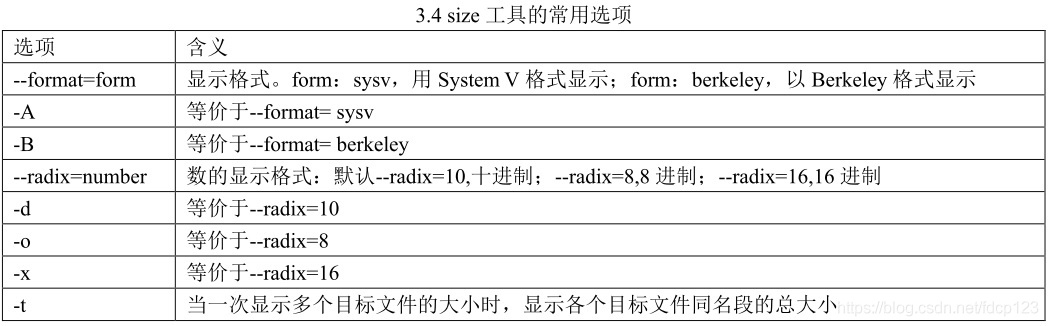 3.4 size 工具的常用选项
选项 含义
--format=form 显示格式。form：sysv，用 System V 格式显示；form：berkeley，以 Berkeley 格式显示
-A 等价于--format= sysv
-B 等价于--format= berkeley
--radix=number 数的显示格式：默认--radix=10,十进制；--radix=8,8 进制；--radix=16,16 进制
-d 等价于--radix=10
-o 等价于--radix=8
-x 等价于--radix=16
-t 当一次显示多个目标文件的大小时，显示各个目标文件同名段的总大小
https://blog.csdn.net/fdcp123